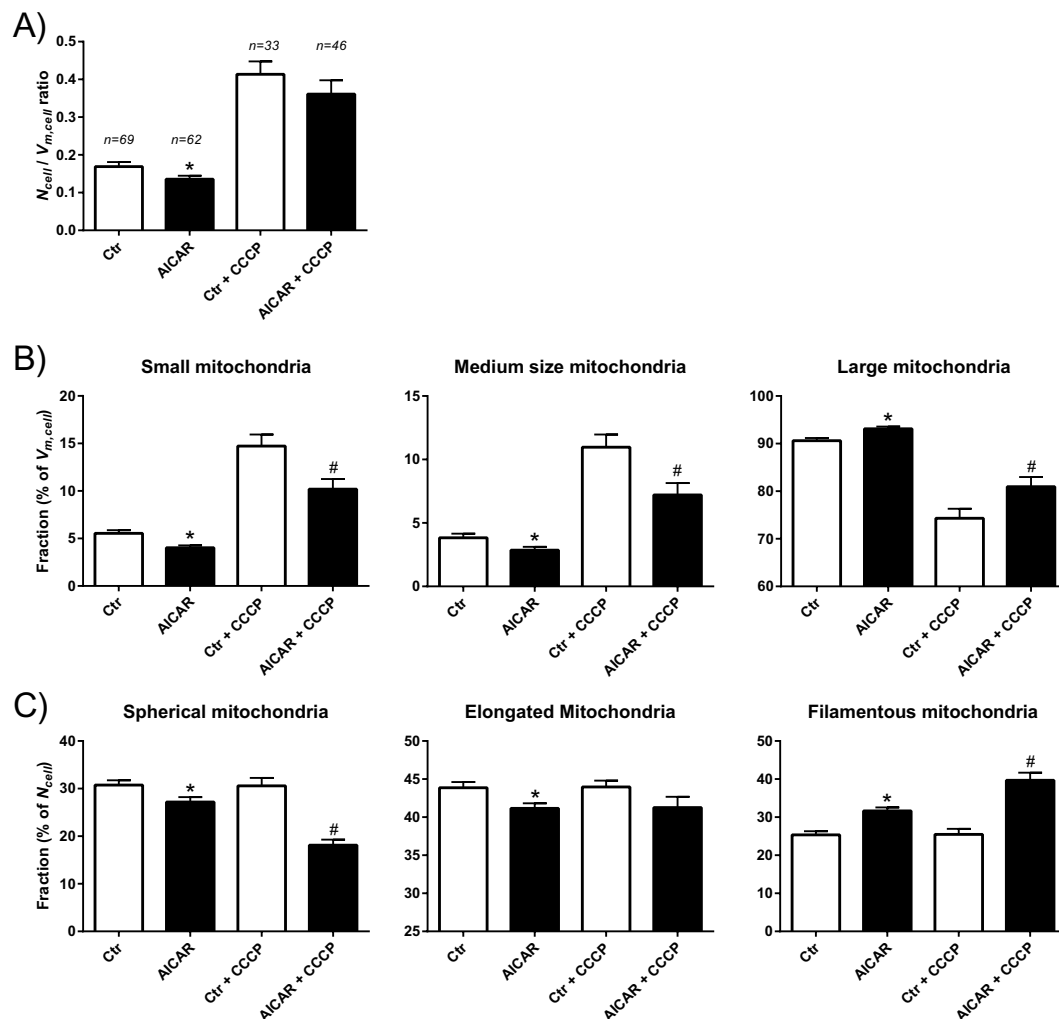 A)
N_cell / V_m,cell ratio
0.5
0.4
0.3
0.2
0.1
0.0
n=69
n=62
n=33
n=46
*
Ctr
AICAR
Ctr + CCCP
AICAR + CCCP
B)
Small mitochondria
Fraction (% of V_m,cell)
20
15
10
5
0
*
#
Ctr
AICAR
Ctr + CCCP
AICAR + CCCP
Medium size mitochondria
15
10
5
0
*
#
Ctr
AICAR
Ctr + CCCP
AICAR + CCCP
Large mitochondria
100
90
80
70
60
*
#
Ctr
AICAR
Ctr + CCCP
AICAR + CCCP
C)
Spherical mitochondria
Fraction (% of N_cell)
40
30
20
10
0
*
#
Ctr
AICAR
Ctr + CCCP
AICAR + CCCP
Elongated Mitochondria
50
45
40
35
30
25
*
Ctr
AICAR
Ctr + CCCP
AICAR + CCCP
Filamentous mitochondria
50
40
30
20
10
0
*
#
Ctr
AICAR
Ctr + CCCP
AICAR + CCCP